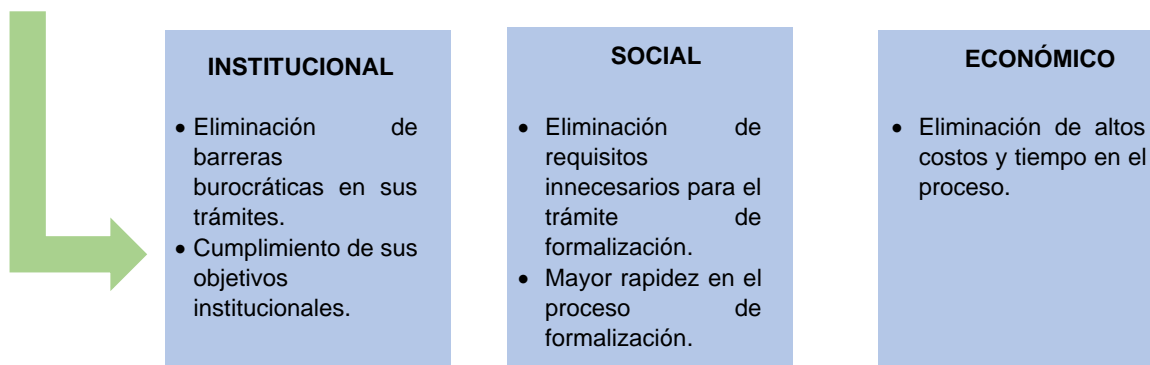 INSTITUCIONAL
• Eliminación de
barreras
burocráticas en sus
trámites.
• Cumplimiento de sus
objetivos
institucionales.
SOCIAL
• Eliminación de
requisitos
innecesarios para el
trámite de
formalización.
• Mayor rapidez en el
proceso de
formalización.
ECONÓMICO
• Eliminación de altos
costos y tiempo en el
proceso.